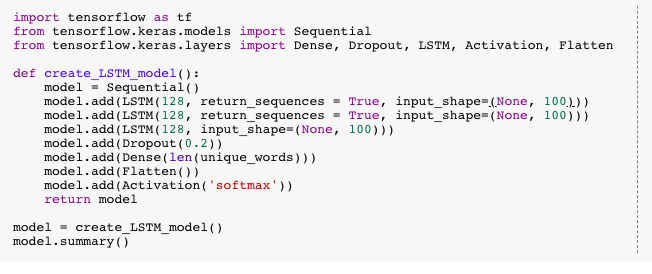 import tensorflow as tf
from tensorflow.keras.models import Sequential
from tensorflow.keras.layers import Dense, Dropout, LSTM, Activation, Flatten

def create_LSTM_model():
    model = Sequential()
    model.add(LSTM(128, return_sequences = True, input_shape=(None, 100)))
    model.add(LSTM(128, return_sequences = True, input_shape=(None, 100)))
    model.add(LSTM(128, input_shape=(None, 100)))
    model.add(Dropout(0.2))
    model.add(Dense(len(unique_words)))
    model.add(Flatten())
    model.add(Activation('softmax'))
    return model

model = create_LSTM_model()
model.summary()